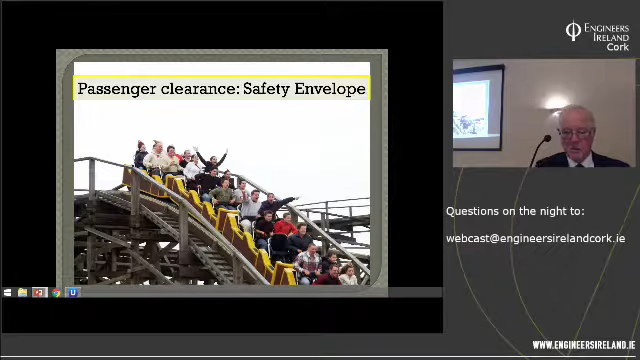 ENGINEERS
IRELAND
Cork
Passenger clearance: Safety Envelope
Questions on the night to:
webcast@engineersirelandcork.ie
WWW.ENGINEERSIRELAND.IE